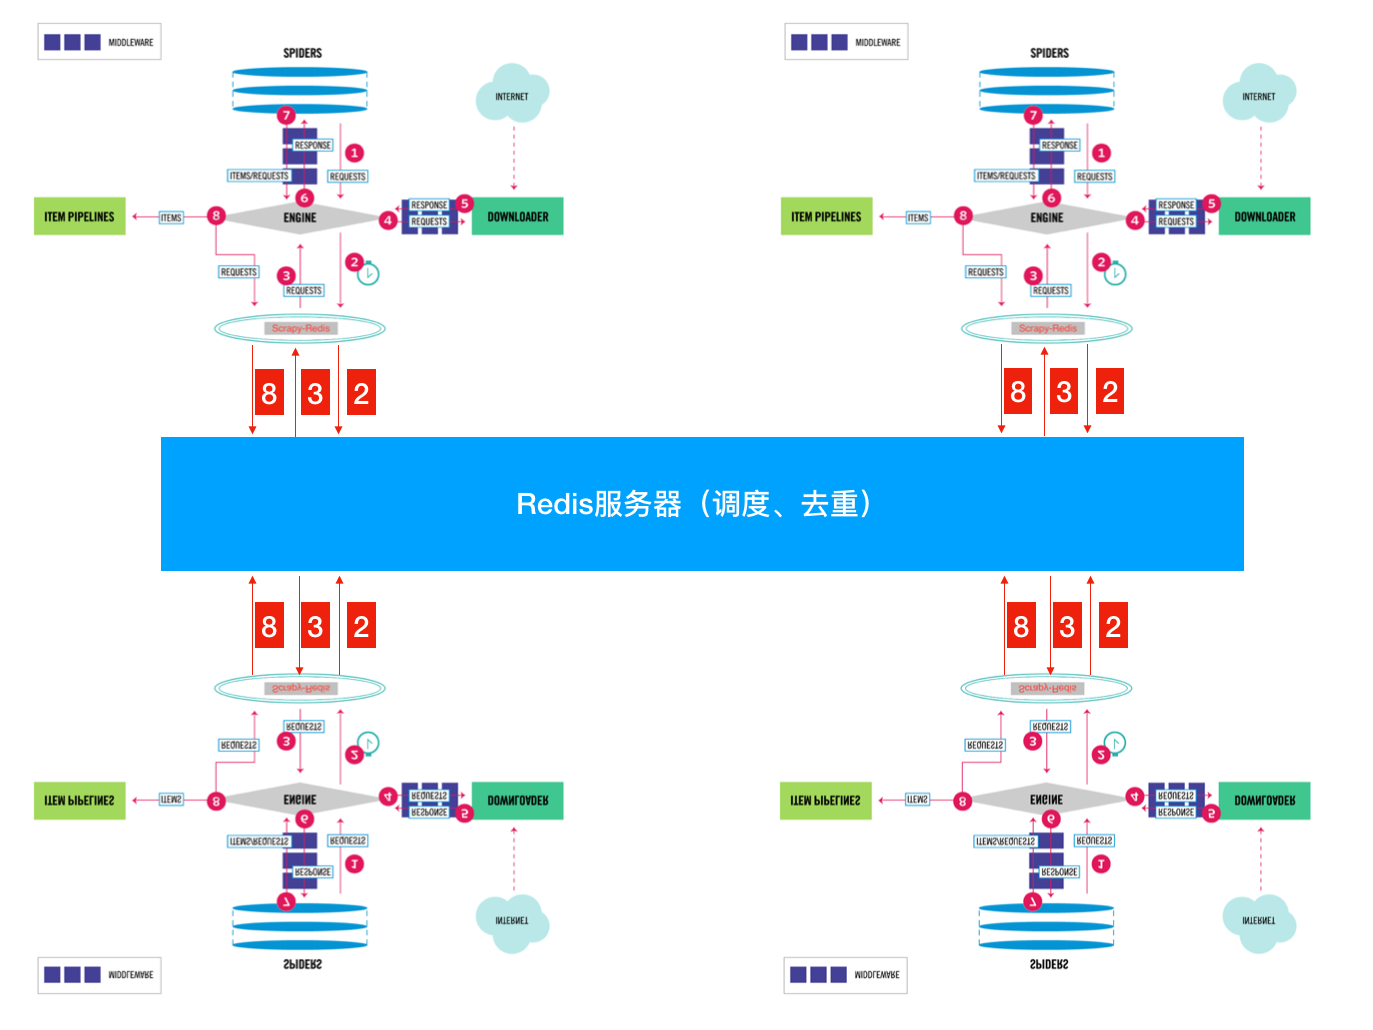 MIDDLEWARE
SPIDERS
INTERNET
7
RESPONSE
1
ITEMS/REQUESTS
REQUESTS
6
ITEM PIPELINES
ITEMS
8
ENGINE
4
RESPONSE
REQUESTS
5
DOWNLOADER
REQUESTS
3
REQUESTS
2
Scrapy-Redis
8
3
2
MIDDLEWARE
SPIDERS
INTERNET
7
RESPONSE
1
ITEMS/REQUESTS
REQUESTS
6
ITEM PIPELINES
ITEMS
8
ENGINE
4
RESPONSE
REQUESTS
5
DOWNLOADER
REQUESTS
3
REQUESTS
2
Scrapy-Redis
8
3
2
Redis服务器（调度、去重）
8
3
2
Scrapy-Redis
REQUESTS
3
REQUESTS
2
ITEM PIPELINES
ITEMS
8
ENGINE
4
REQUESTS
RESPONSE
5
DOWNLOADER
6
ITEMS/REQUESTS
REQUESTS
1
RESPONSE
7
INTERNET
SPIDERS
MIDDLEWARE
8
3
2
Scrapy-Redis
REQUESTS
3
REQUESTS
2
ITEM PIPELINES
ITEMS
8
ENGINE
4
REQUESTS
RESPONSE
5
DOWNLOADER
6
ITEMS/REQUESTS
REQUESTS
1
RESPONSE
7
INTERNET
SPIDERS
MIDDLEWARE